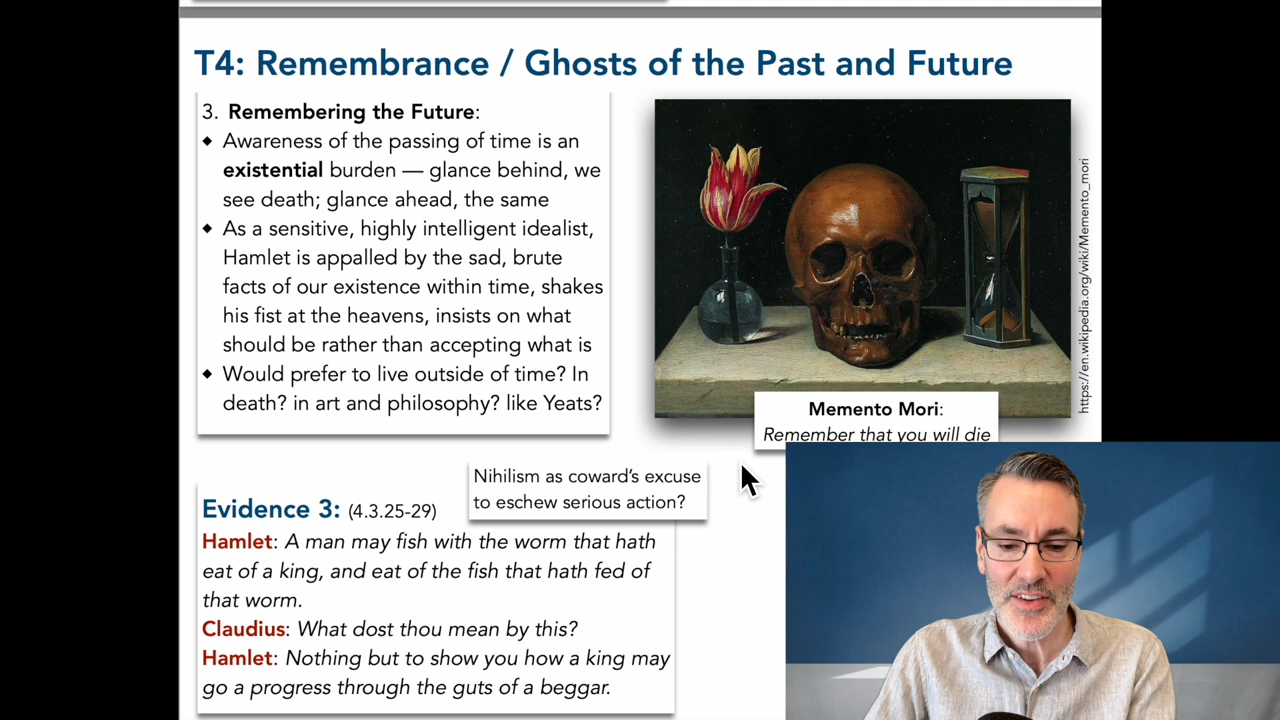 T4: Remembrance / Ghosts of the Past and Future
3. Remembering the Future:
◆ Awareness of the passing of time is an
existential burden — glance behind, we
see death; glance ahead, the same
◆ As a sensitive, highly intelligent idealist,
Hamlet is appalled by the sad, brute
facts of our existence within time, shakes
his fist at the heavens, insists on what
should be rather than accepting what is
◆ Would prefer to live outside of time? In
death? in art and philosophy? like Yeats?
https://en.wikipedia.org/wiki/Memento_mori
Memento Mori:
Remember that you will die
Nihilism as coward's excuse
to eschew serious action?
Evidence 3: (4.3.25-29)
Hamlet: A man may fish with the worm that hath
eat of a king, and eat of the fish that hath fed of
that worm.
Claudius: What dost thou mean by this?
Hamlet: Nothing but to show you how a king may
go a progress through the guts of a beggar.